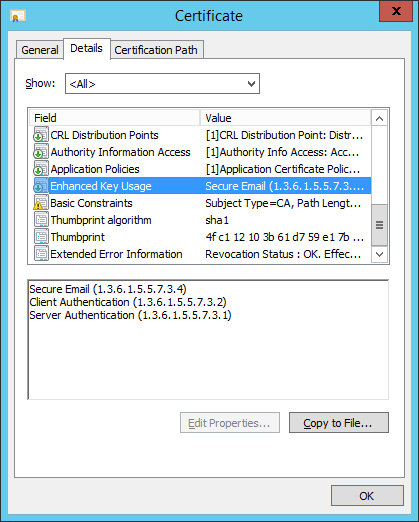 Certificate
x
General Details Certification Path
Show: <All>
Field Value
CRL Distribution Points [1]CRL Distribution Point: Distr...
Authority Information Access [1]Authority Info Access: Acc...
Application Policies [1]Application Certificate Polic...
Enhanced Key Usage Secure Email (1.3.6.1.5.5.7.3....
Basic Constraints Subject Type=CA, Path Lengt...
Thumbprint algorithm sha1
Thumbprint 4f c1 12 10 3b 61 d7 59 e1 7b ...
Extended Error Information Revocation Status : OK. Effec...
Secure Email (1.3.6.1.5.5.7.3.4)
Client Authentication (1.3.6.1.5.5.7.3.2)
Server Authentication (1.3.6.1.5.5.7.3.1)
Edit Properties... Copy to File...
OK